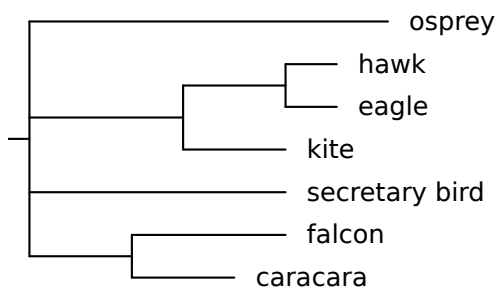 osprey
hawk
eagle
kite
secretary bird
falcon
caracara